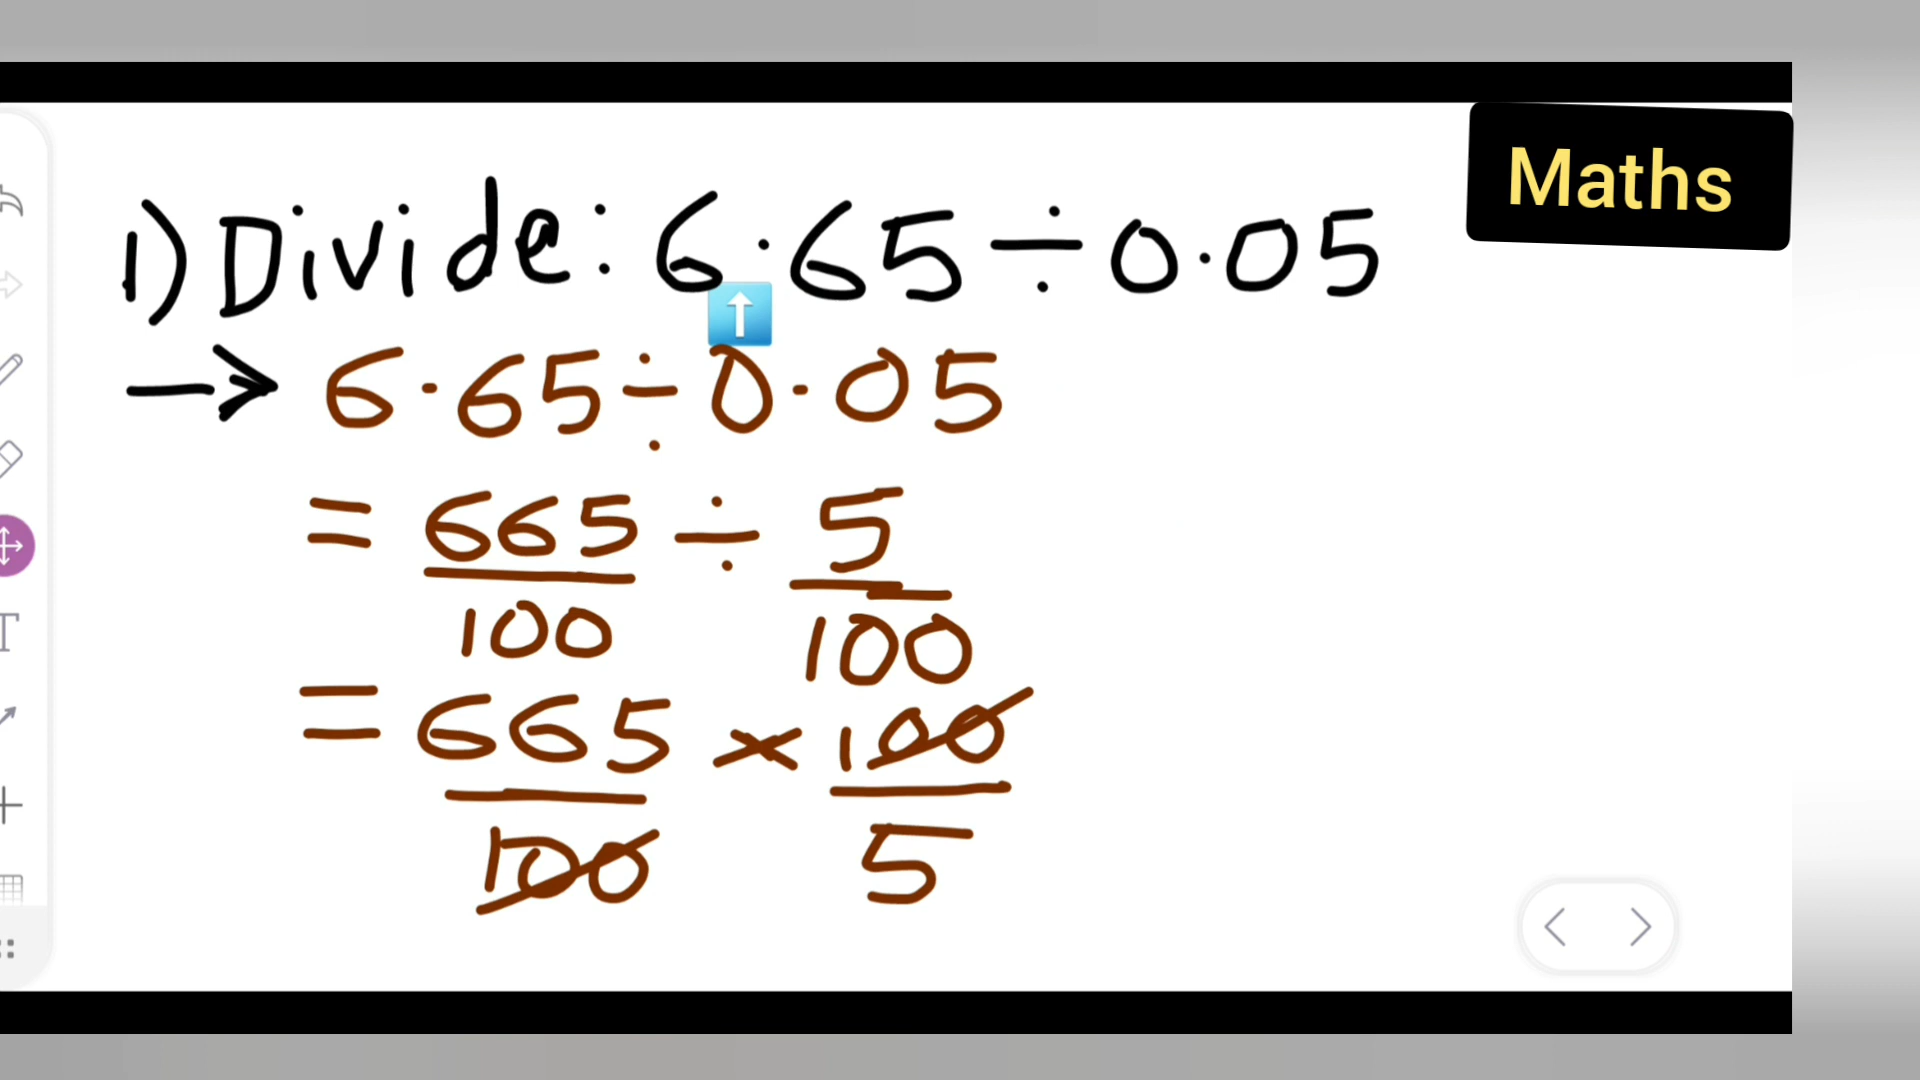 Maths
1) Divide: 6.65 ÷ 0.05
→ 6.65 ÷ 0.05
= 665/100 ÷ 5/100
= 665/100 × 100/5